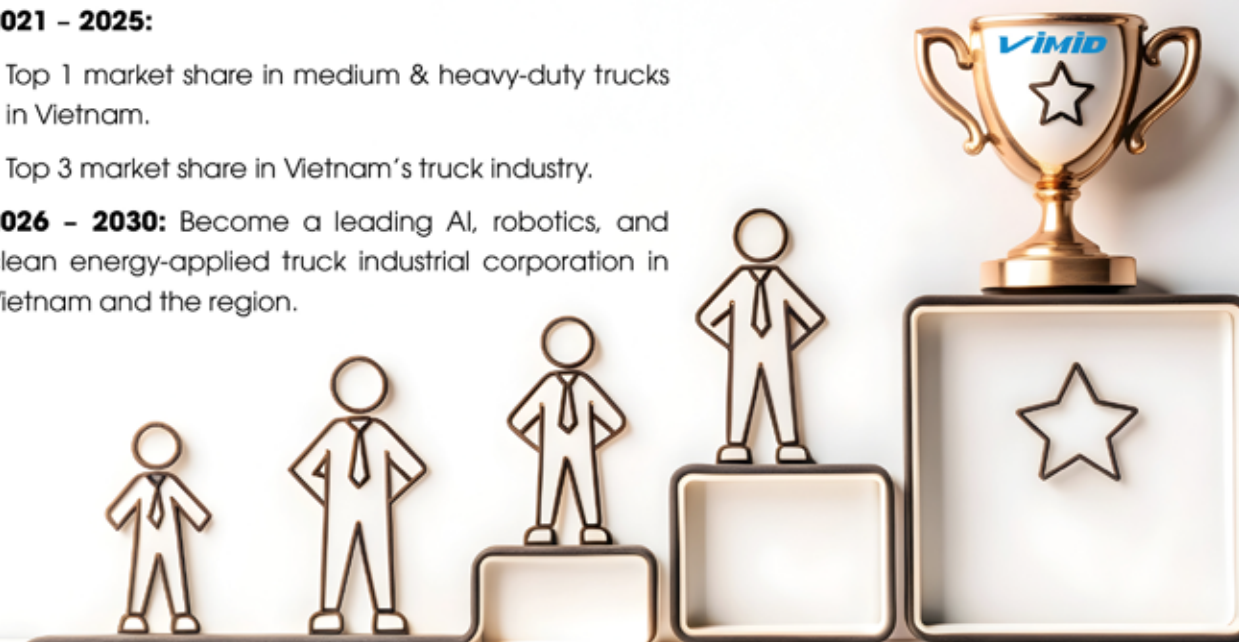 021 – 2025:
Top 1 market share in medium & heavy-duty trucks
in Vietnam.
Top 3 market share in Vietnam's truck industry.
026 – 2030: Become a leading AI, robotics, and
lean energy-applied truck industrial corporation in
ietnam and the region.
ViMiD